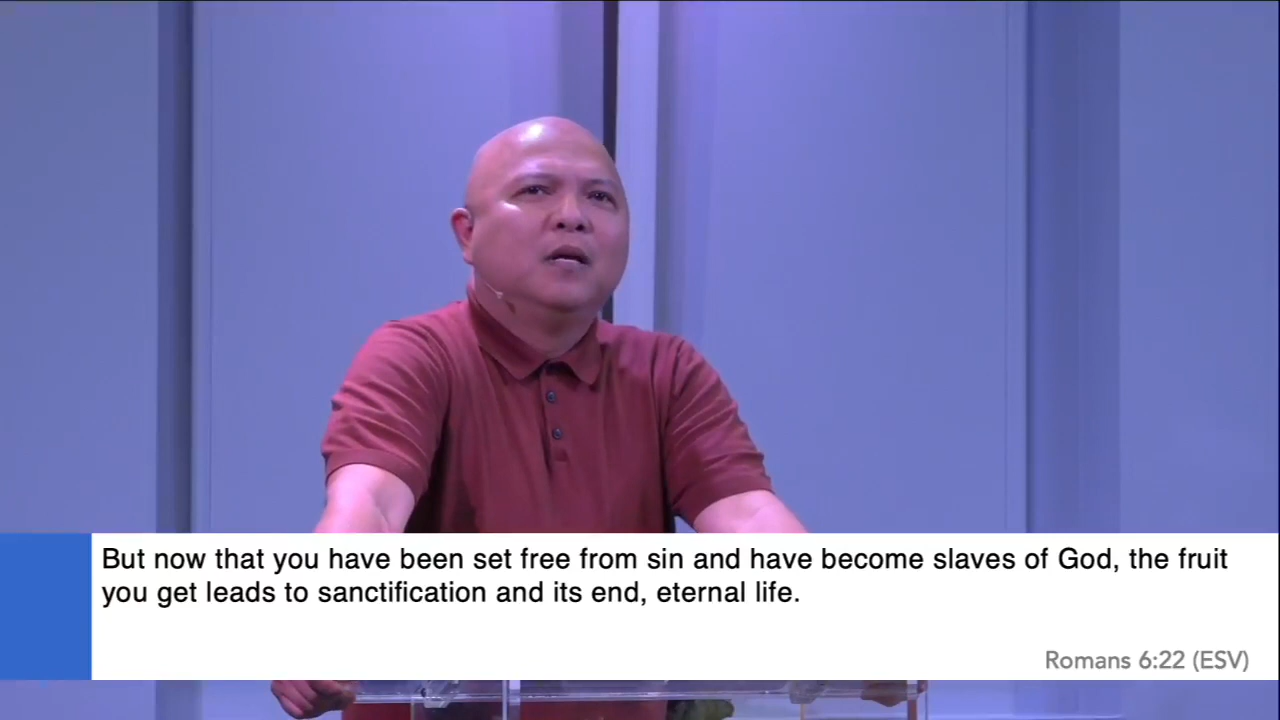 But now that you have been set free from sin and have become slaves of God, the fruit
you get leads to sanctification and its end, eternal life.
Romans 6:22 (ESV)